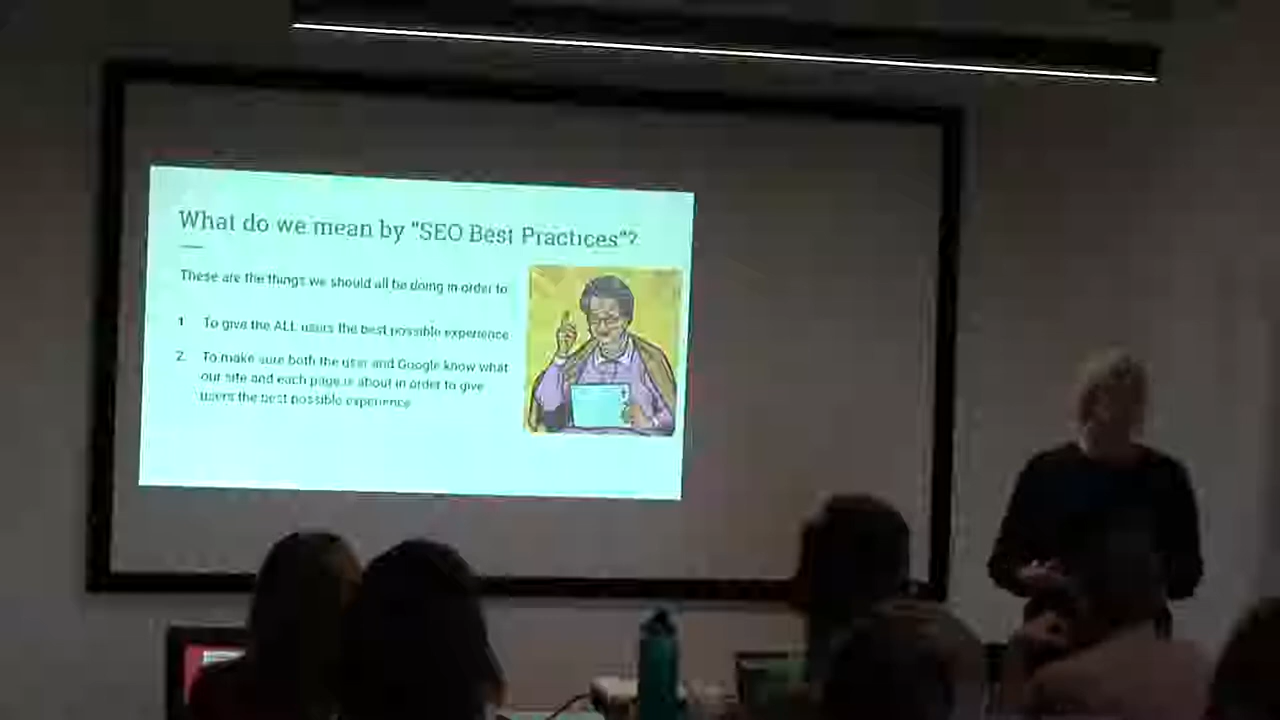 What do we mean by "SEO Best Practices"?
These are the things we should all be doing in order to
1 To give the ALL users the best possible experience
2. To make sure both the user and Google know what
our site and each page is about in order to give
users the best possible experience